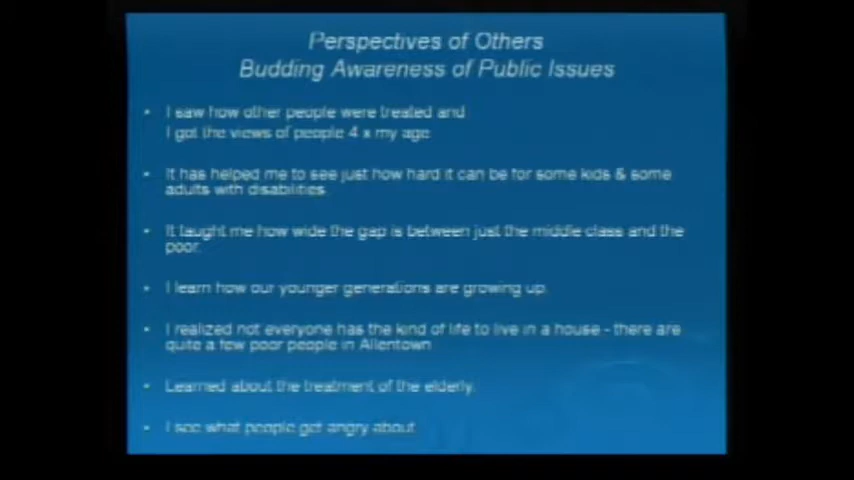 Perspectives of Others
Budding Awareness of Public Issues
• I saw how other people were treated and
I got the views of people 4 x my age
• It has helped me to see just how hard it can be for some kids & some
adults with disabilities
• It taught me how wide the gap is between just the middle class and the
poor.
• I learn how our younger generations are growing up.
• I realized not everyone has the kind of life to live in a house - there are
quite a few poor people in Allentown
• Learned about the treatment of the elderly.
• I see what people get angry about